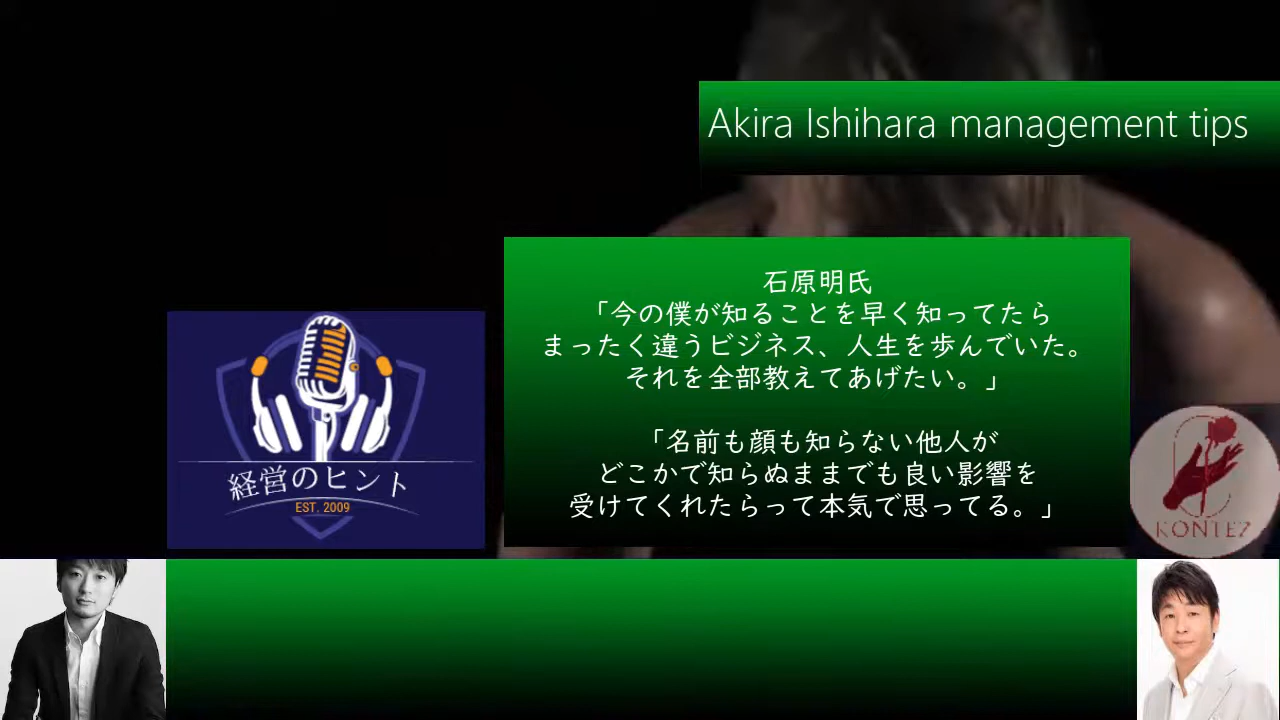 Akira Ishihara management tips
石原明氏
「今の僕が知ることを早く知ってたら
まったく違うビジネス、人生を歩んでいた。
それを全部教えてあげたい。」
「名前も顔も知らない他人が
どこかで知らぬままでも良い影響を
受けてくれたらって本気で思ってる。」
経営のヒント
EST. 2009
KONTEZ